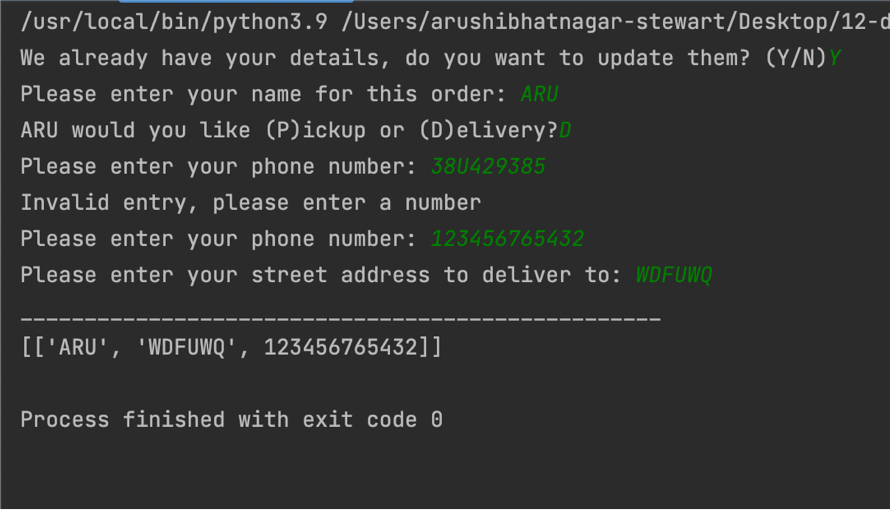 /usr/local/bin/python3.9 /Users/arushibhatnagar-stewart/Desktop/12-d
We already have your details, do you want to update them? (Y/N)Y
Please enter your name for this order: ARU
ARU would you like (P)ickup or (D)elivery?D
Please enter your phone number: 38U429385
Invalid entry, please enter a number
Please enter your phone number: 123456765432
Please enter your street address to deliver to: WDFUWQ
__________________________________________________
[['ARU', 'WDFUWQ', 123456765432]]
Process finished with exit code 0